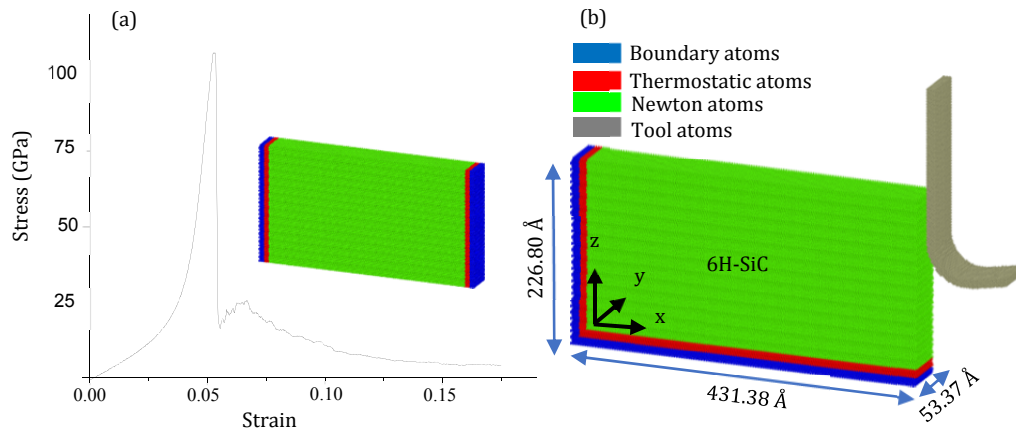 (a)
100
75
50
25
Stress (GPa)
0.00
0.05
0.10
0.15
Strain
(b)
Boundary atoms
Thermostatic atoms
Newton atoms
Tool atoms
226.80 Å
z
y
x
6H-SiC
431.38 Å
53.37 Å